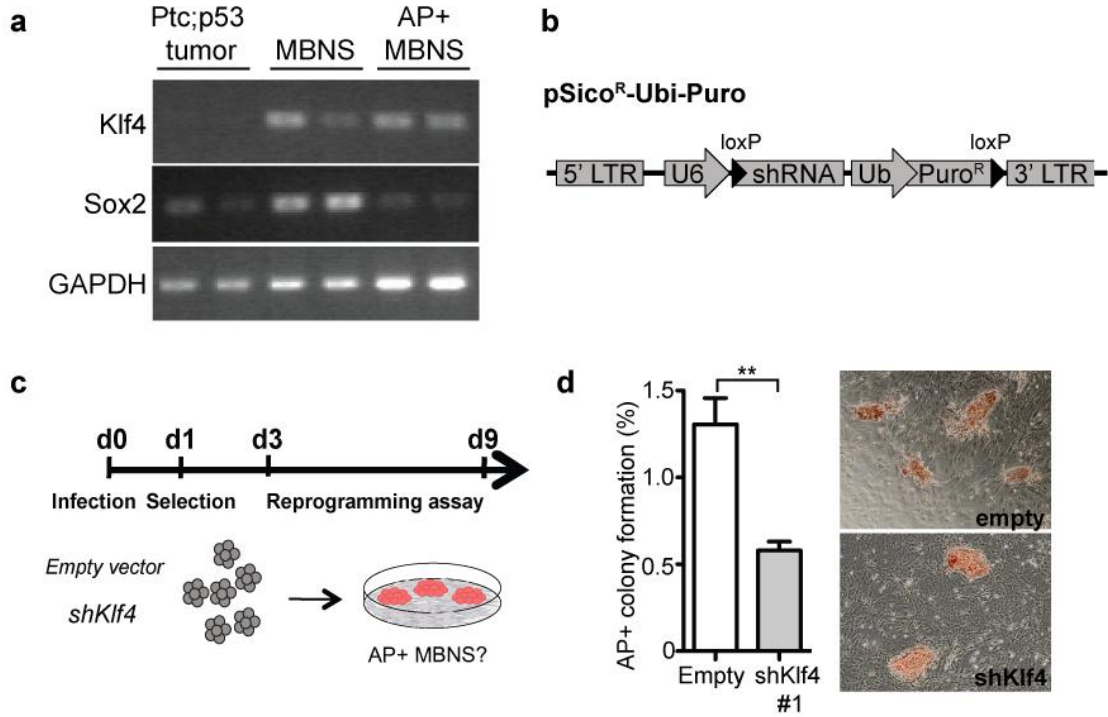 a
Ptc;p53
tumor
MBNS
AP+
MBNS
Klf4
Sox2
GAPDH
b
pSicoᴿ-Ubi-Puro
loxP
loxP
5' LTR
U6
shRNA
Ub
Puroᴿ
3' LTR
c
d0
d1
d3
d9
Infection
Selection
Reprogramming assay
Empty vector
shKlf4
AP+ MBNS?
d
AP+ colony formation (%)
1.5
1.0
0.5
0
**
Empty
shKlf4
#1
empty
shKlf4